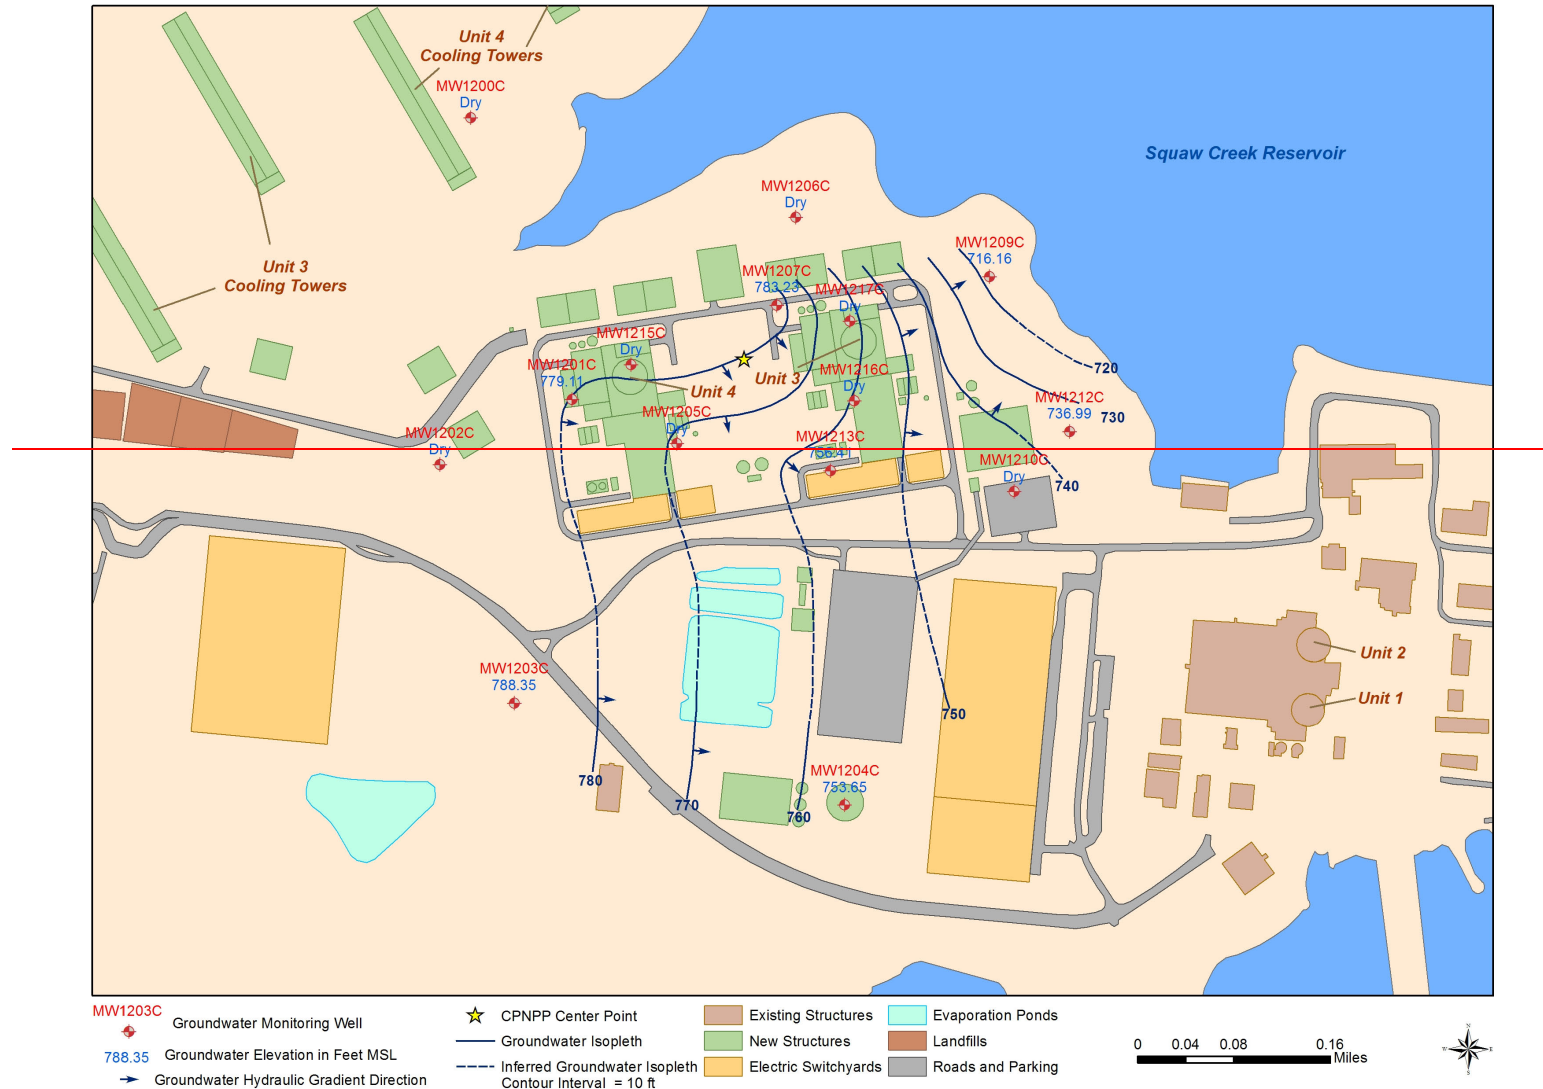 Unit 4
Cooling Towers
MW1200C
Dry
Squaw Creek Reservoir
MW1206C
Dry
MW1209C
716.16
Unit 3
Cooling Towers
MW1207C
783.23
MW1217C
Dry
MW1215C
Dry
MW1201C
779.11
Unit 4
Unit 3
MW1216C
Dry
720
MW1205C
Dry
MW1212C
736.99
730
MW1202C
Dry
MW1213C
756.41
MW1210C
Dry
740
Unit 2
MW1203C
788.35
Unit 1
750
780
MW1204C
753.65
770
760
MW1203C
Groundwater Monitoring Well
788.35
Groundwater Elevation in Feet MSL
Groundwater Hydraulic Gradient Direction
CPNPP Center Point
Groundwater Isopleth
Inferred Groundwater Isopleth
Contour Interval = 10 ft
Existing Structures
New Structures
Electric Switchyards
Evaporation Ponds
Landfills
Roads and Parking
0 0.04 0.08 0.16
Miles
N
W E
S